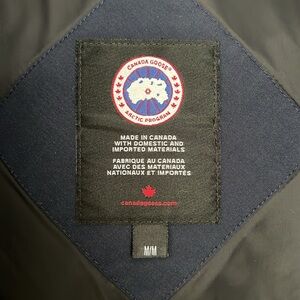 CANADA GOOSE®
ARCTIC PROGRAM
MADE IN CANADA
WITH DOMESTIC AND
IMPORTED MATERIALS
FABRIQUÉ AU CANADA
AVEC DES MATÉRIAUX
NATIONAUX ET IMPORTÉS
canadagoose.com
M/M